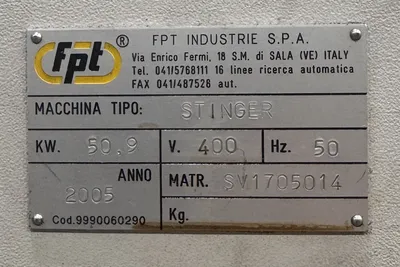 fpt® FPT INDUSTRIE S.P.A.
Via Enrico Fermi, 18 S.M. di SALA (VE) ITALY
Tel. 041/5768111 16 linee ricerca automatica
FAX 041/487528 aut.
MACCHINA TIPO: STINGER
KW. 50,9 V. 400 Hz. 50
ANNO 2005 MATR. SV1705014
Cod.9990060290 Kg.